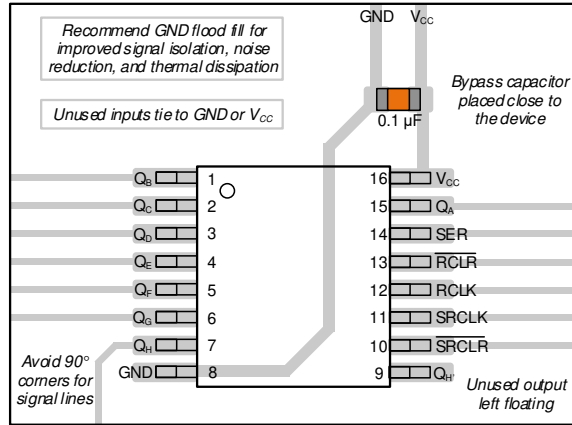 GND VCC
Recommend GND flood fill for
improved signal isolation, noise
reduction, and thermal dissipation
Unused inputs tie to GND or VCC
0.1 µF
Bypass capacitor
placed close to
the device
QB 1 16 VCC
QC 2 15 QA
QD 3 14 SER
QE 4 13 R̅C̅L̅R̅
QF 5 12 RCLK
QG 6 11 SRCLK
QH 7 10 S̅R̅C̅L̅R̅
GND 8 9 QH'
Avoid 90°
corners for
signal lines
Unused output
left floating